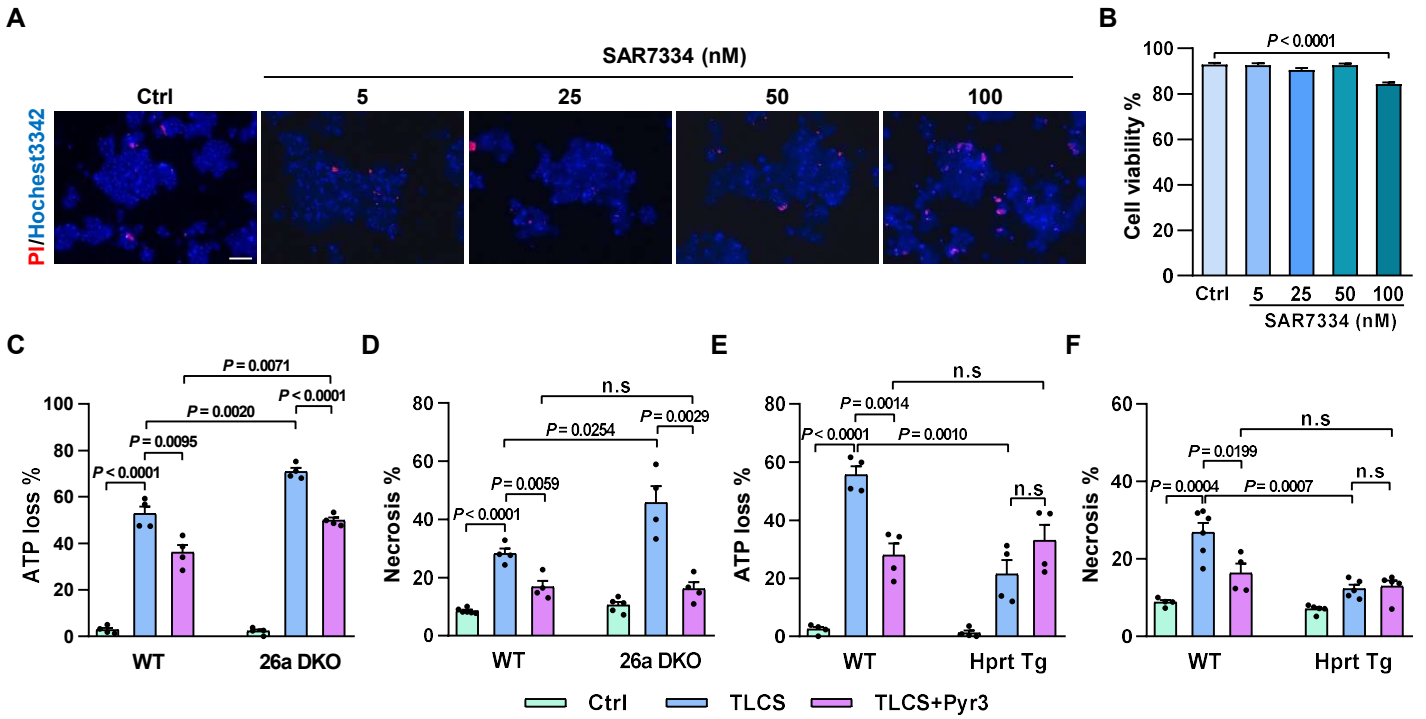 A
SAR7334 (nM)
Ctrl
5
25
50
100
PI/Hochest3342
B
P < 0.0001
100
80
60
40
20
0
Cell viability %
Ctrl
5
25
50
100
SAR7334 (nM)
C
P = 0.0071
P < 0.0001
P = 0.0020
P = 0.0095
P < 0.0001
100
80
60
40
20
0
ATP loss %
WT
26a DKO
D
n.s
P = 0.0029
P = 0.0254
P = 0.0059
P < 0.0001
80
60
40
20
0
Necrosis %
WT
26a DKO
E
n.s
P = 0.0014
P < 0.0001
P = 0.0010
n.s
80
60
40
20
0
ATP loss %
WT
Hprt Tg
F
n.s
P = 0.0199
n.s
P = 0.0004
P = 0.0007
60
40
20
0
Necrosis %
WT
Hprt Tg
Ctrl
TLCS
TLCS+Pyr3